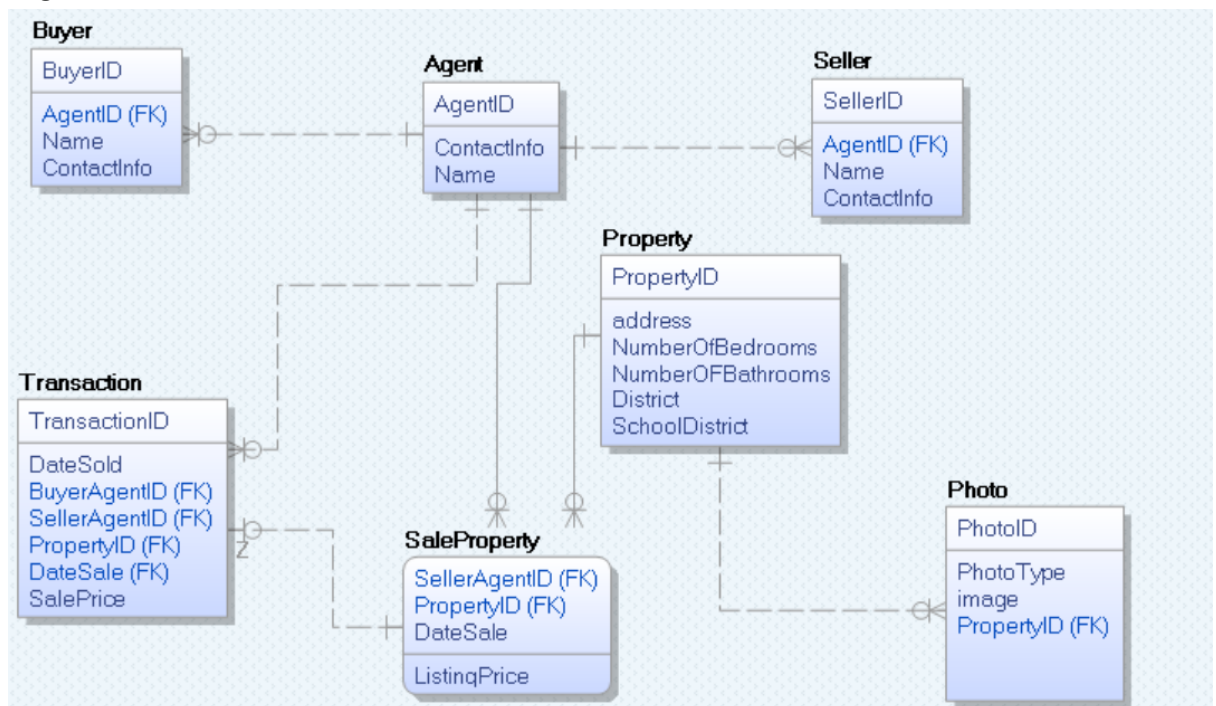 Buyer
BuyerID
AgentID (FK)
Name
ContactInfo
Agent
AgentID
ContactInfo
Name
Seller
SellerID
AgentID (FK)
Name
ContactInfo
Property
PropertyID
address
NumberOfBedrooms
NumberOFBathrooms
District
SchoolDistrict
Transaction
TransactionID
DateSold
BuyerAgentID (FK)
SellerAgentID (FK)
PropertyID (FK)
DateSale (FK)
SalePrice
Z
SaleProperty
SellerAgentID (FK)
PropertyID (FK)
DateSale
ListingPrice
Photo
PhotoID
PhotoType
image
PropertyID (FK)